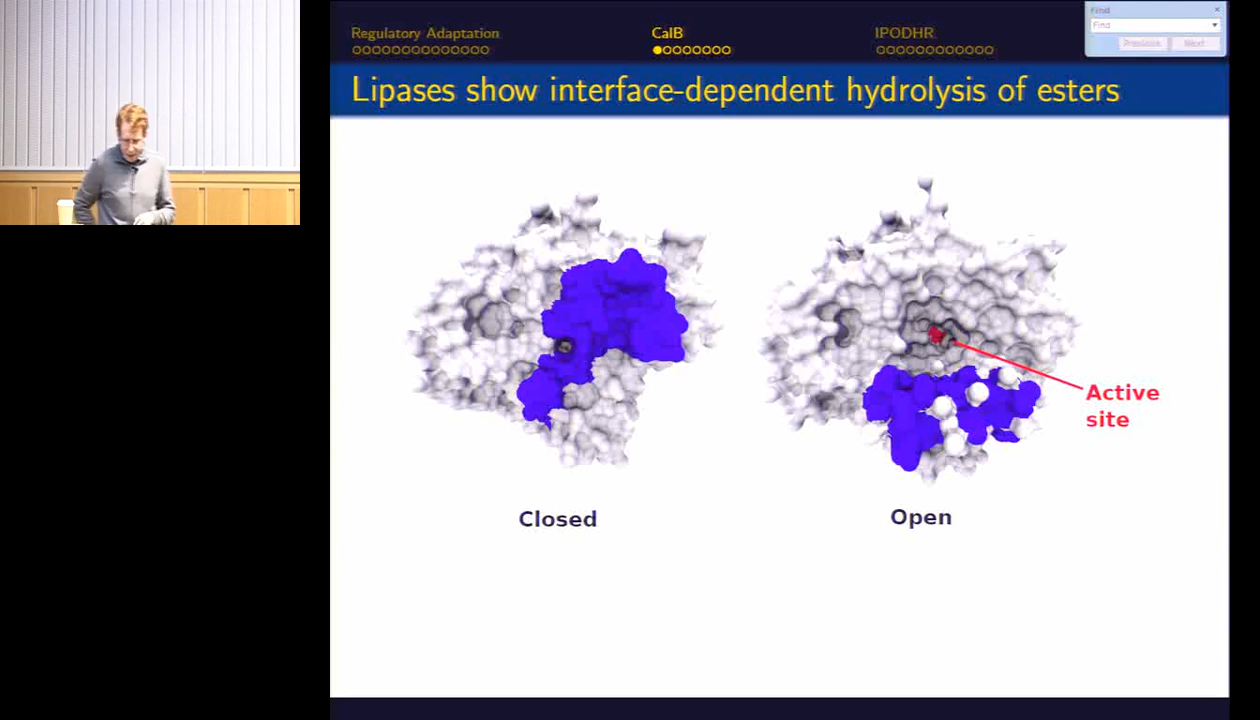 Regulatory Adaptation
CalB
IPODHR
Find
Find
Previous
Next
Lipases show interface-dependent hydrolysis of esters
Active
site
Closed
Open